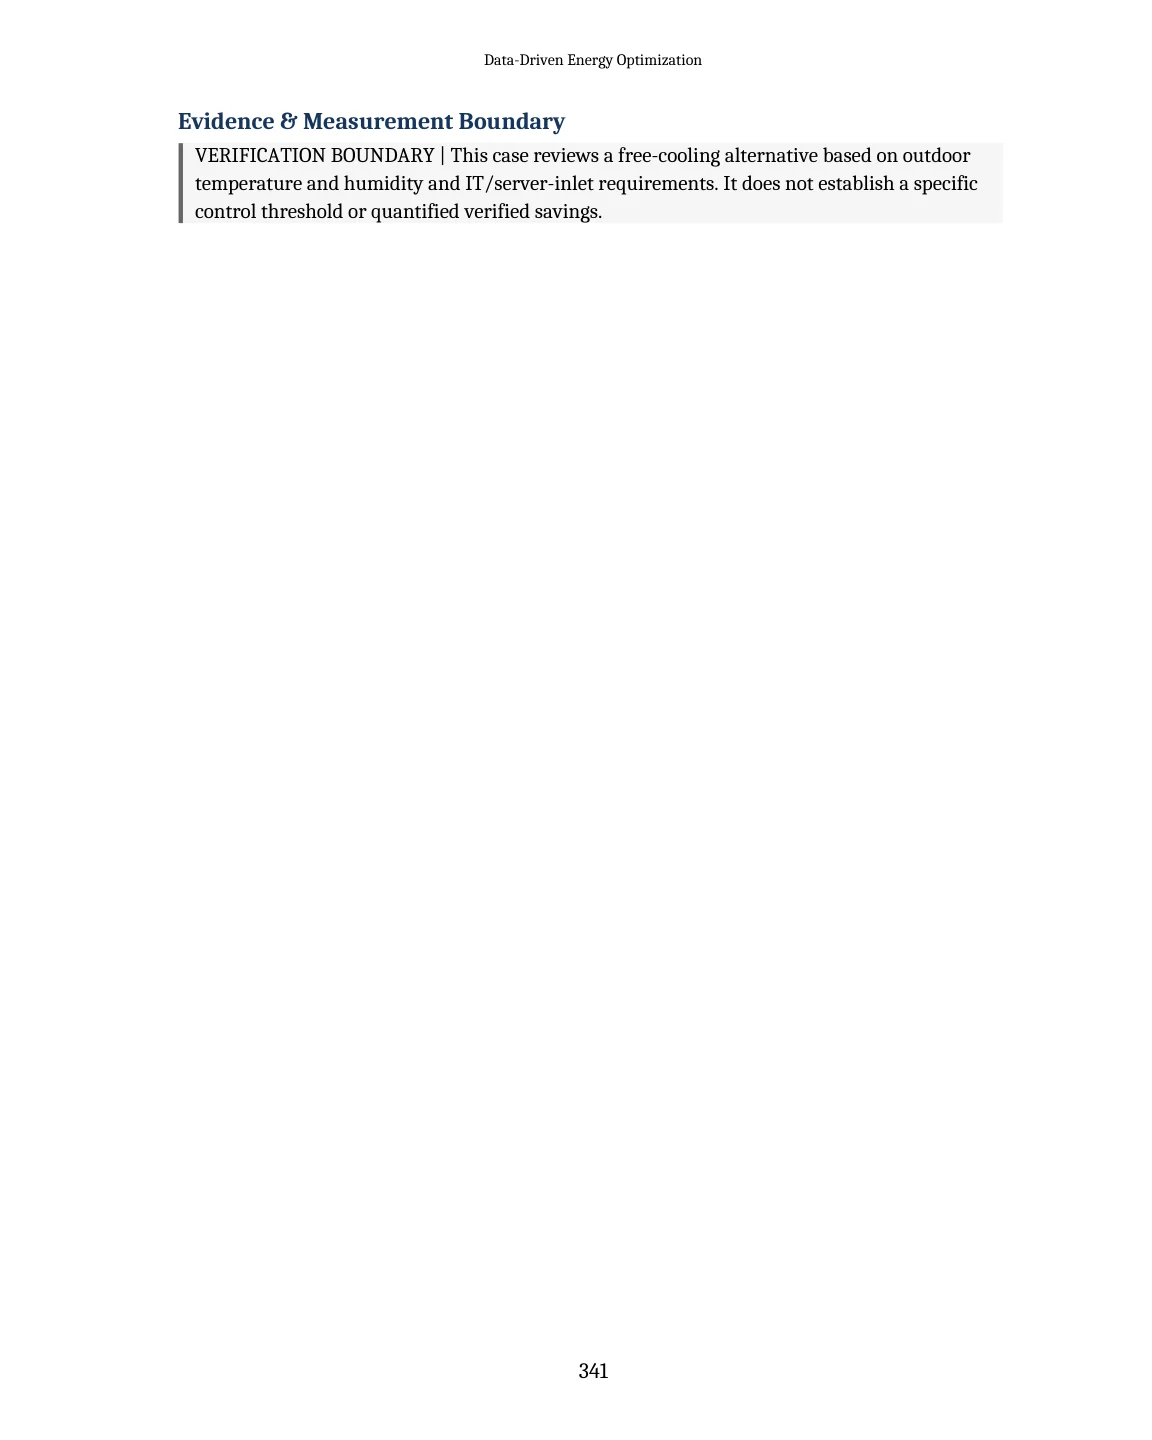 Data-Driven Energy Optimization
Evidence & Measurement Boundary
VERIFICATION BOUNDARY | This case reviews a free-cooling alternative based on outdoor
temperature and humidity and IT/server-inlet requirements. It does not establish a specific
control threshold or quantified verified savings.
341